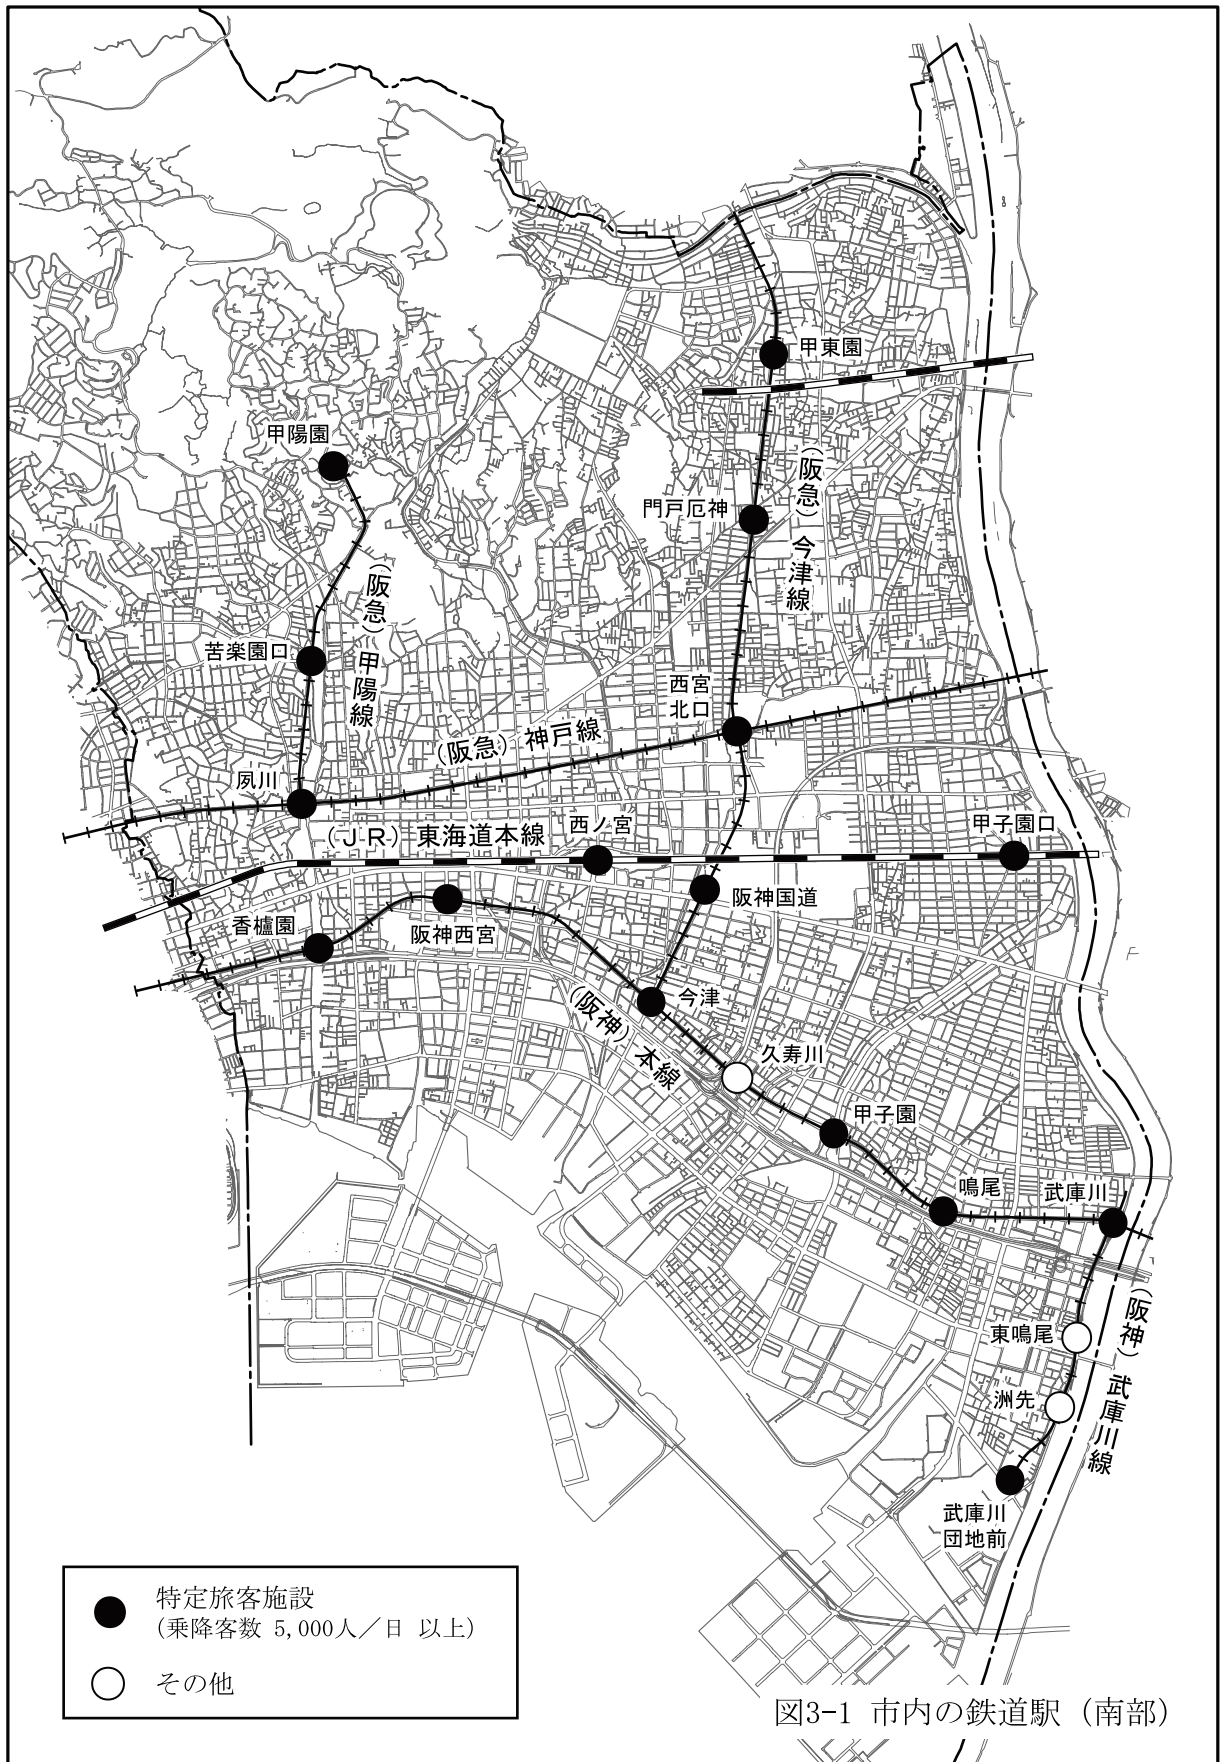 甲東園
甲陽園
(阪急) 今津線
門戸厄神
(阪急) 甲陽線
苦楽園口
西宮
北口
(阪急) 神戸線
夙川
(JR) 東海道本線
西ノ宮
甲子園口
阪神国道
香櫨園
阪神西宮
今津
(阪神) 本線
久寿川
甲子園
鳴尾
武庫川
(阪神) 武庫川線
東鳴尾
洲先
武庫川
団地前
特定旅客施設
(乗降客数 5,000人/日 以上)
その他
図3-1 市内の鉄道駅 (南部)